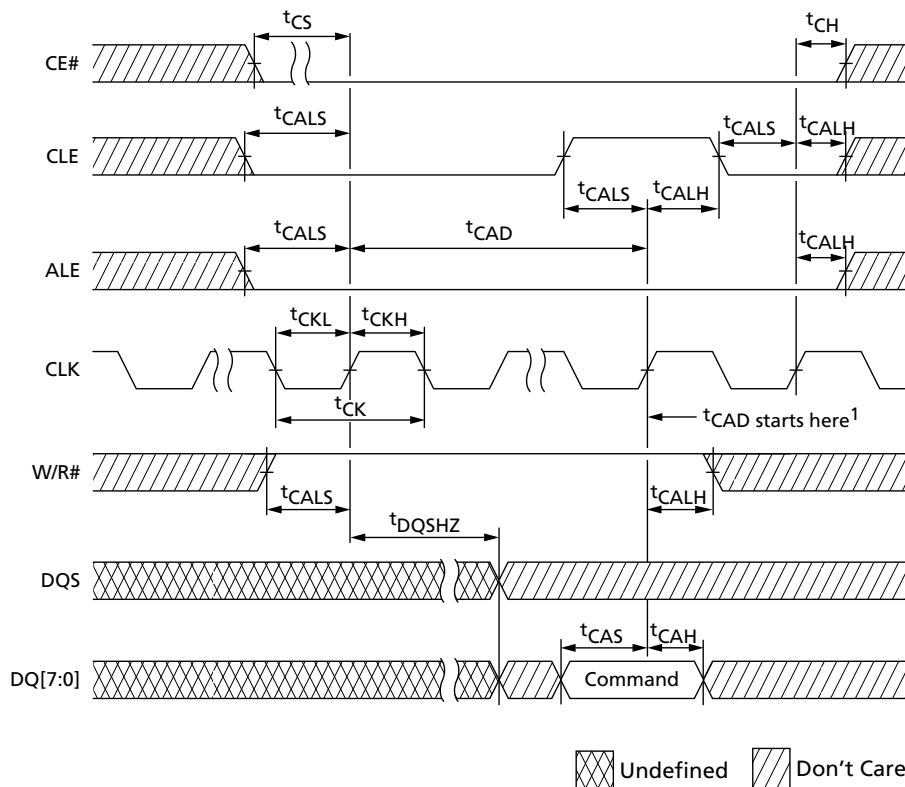 tCS
tCH
CE#
tCALS
tCALS
tCALH
CLE
tCALS
tCALH
tCALS
tCAD
tCALH
ALE
tCKL
tCKH
CLK
tCK
tCAD starts here1
W/R#
tCALS
tCALH
tDQSHZ
DQS
tCAS
tCAH
DQ[7:0]
Command
Undefined
Don't Care